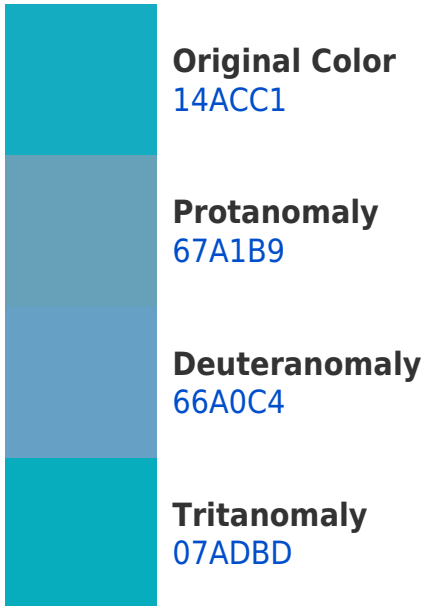 Original Color
14ACC1
Protanomaly
67A1B9
Deuteranomaly
66A0C4
Tritanomaly
07ADBD